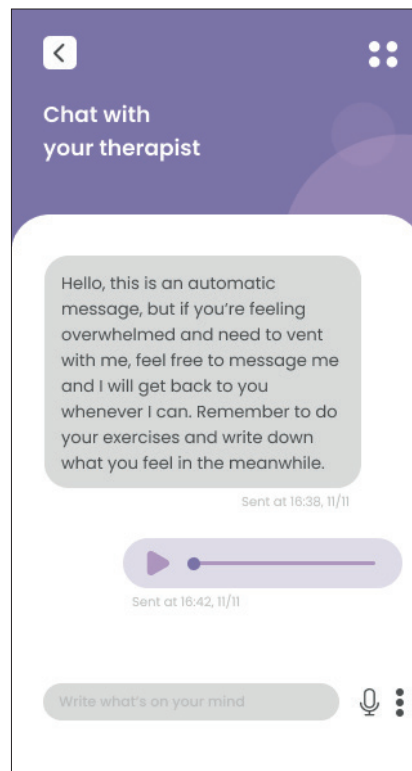 Chat with
your therapist
Hello, this is an automatic
message, but if you’re feeling
overwhelmed and need to vent
with me, feel free to message me
and I will get back to you
whenever I can. Remember to do
your exercises and write down
what you feel in the meanwhile.
Sent at 16:38, 11/11
Sent at 16:42, 11/11
Write what's on your mind